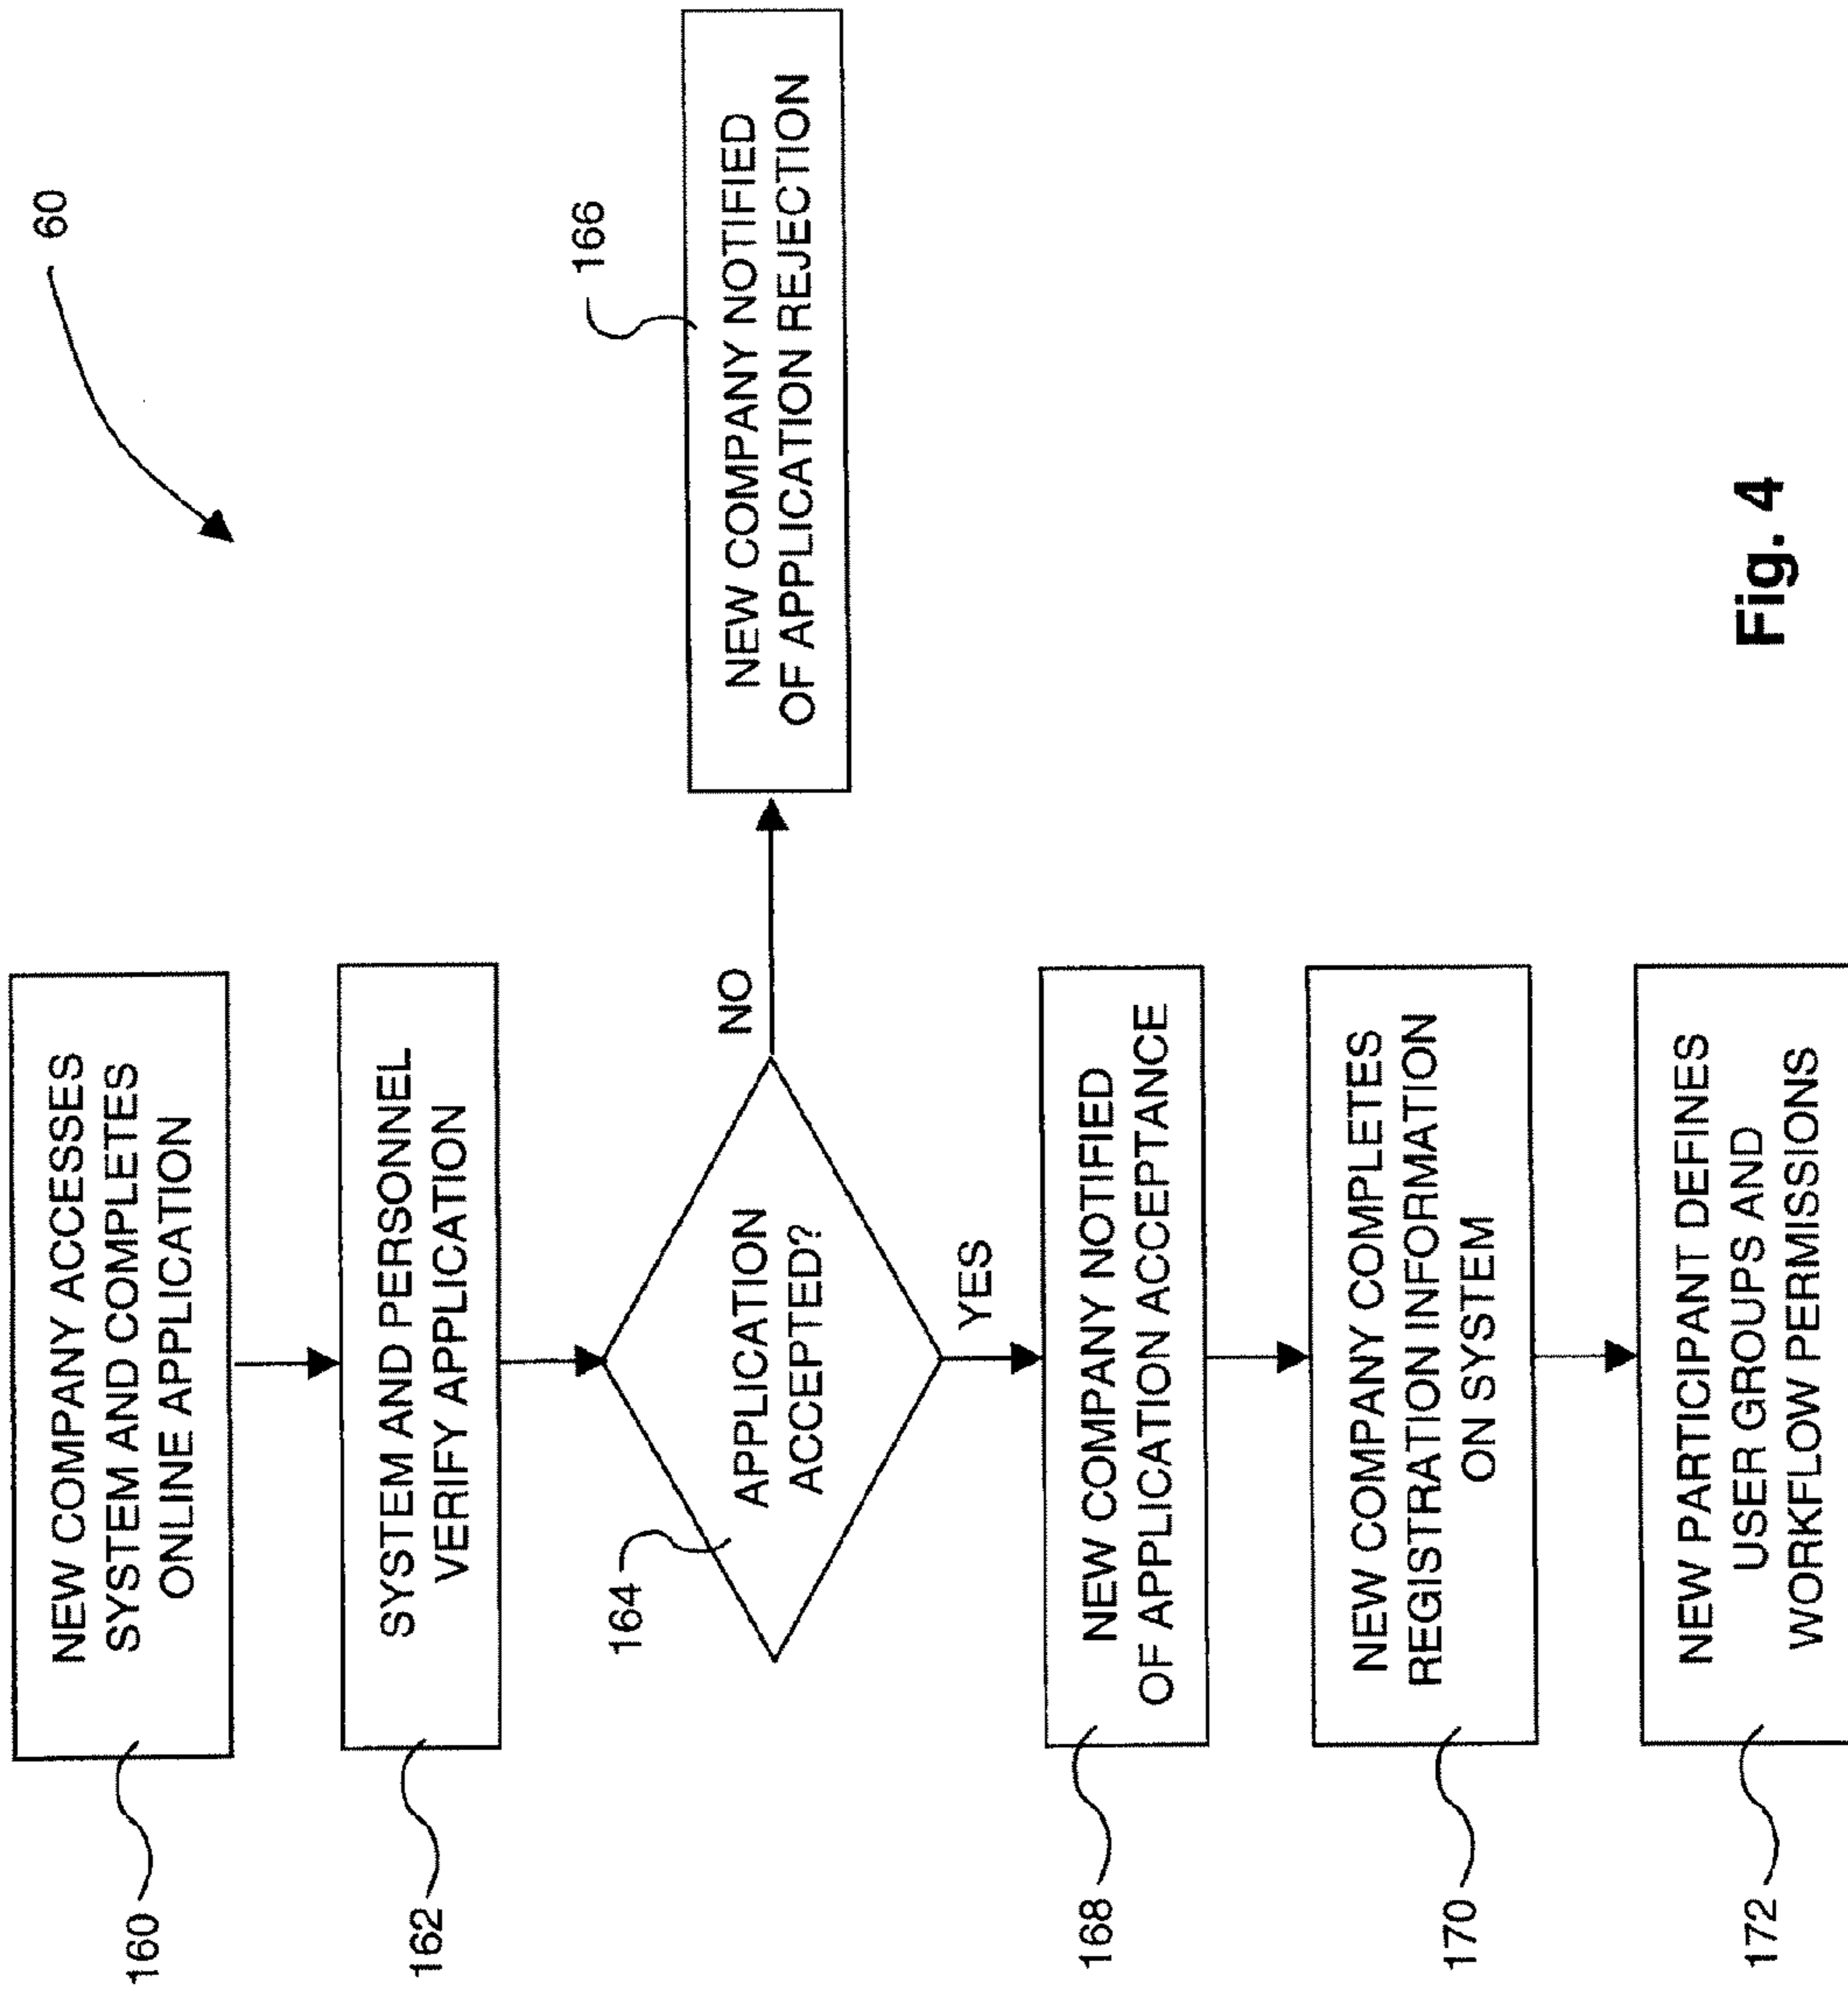 60
160
NEW COMPANY ACCESSES
SYSTEM AND COMPLETES
ONLINE APPLICATION
162
SYSTEM AND PERSONNEL
VERIFY APPLICATION
164
APPLICATION
ACCEPTED?
NO
166
NEW COMPANY NOTIFIED
OF APPLICATION REJECTION
YES
168
NEW COMPANY NOTIFIED
OF APPLICATION ACCEPTANCE
170
NEW COMPANY COMPLETES
REGISTRATION INFORMATION
ON SYSTEM
172
NEW PARTICIPANT DEFINES
USER GROUPS AND
WORKFLOW PERMISSIONS
Fig. 4